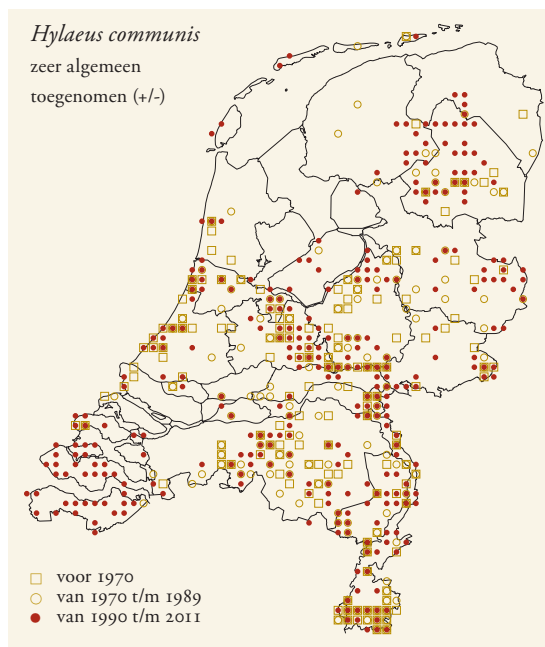 Hylaeus communis
zeer algemeen
toegenomen (+/-)
voor 1970
van 1970 t/m 1989
van 1990 t/m 2011